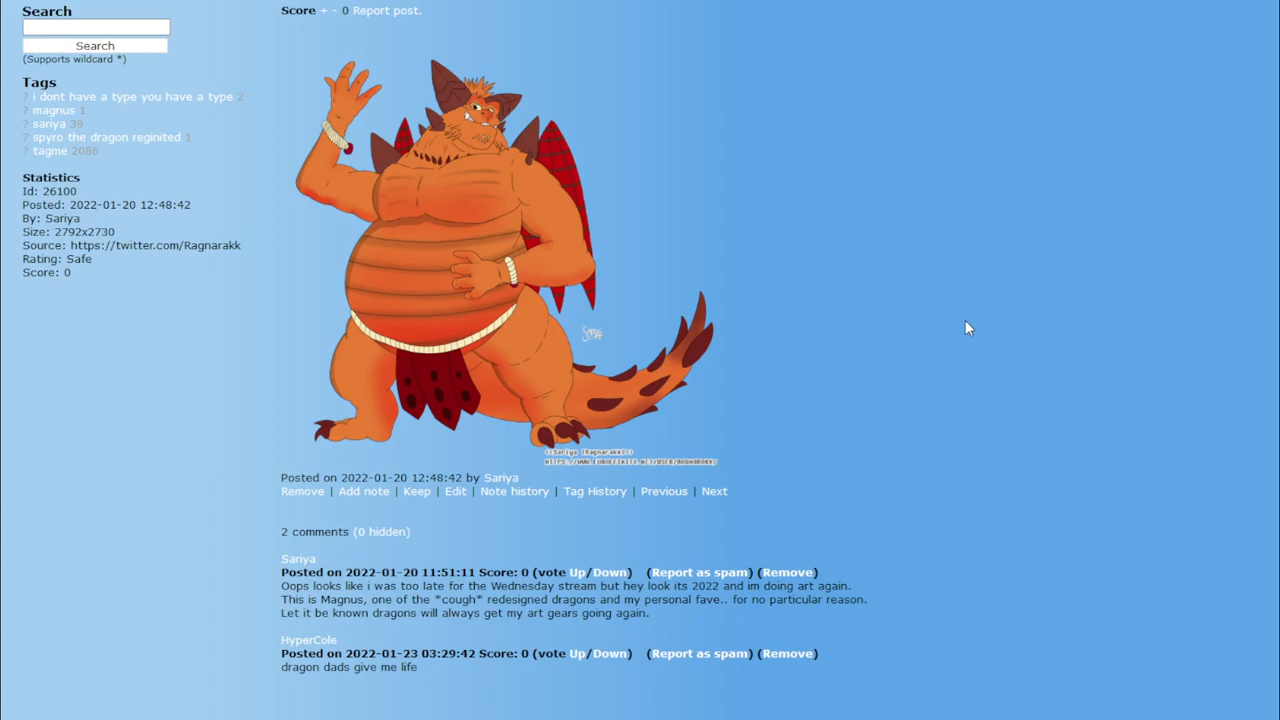 Search
Search
(Supports wildcard *)
Tags
? i dont have a type you have a type 2
? magnus 1
? sariya 39
? spyro the dragon reginited 1
? tagme 2086
Statistics
Id: 26100
Posted: 2022-01-20 12:48:42
By: Sariya
Size: 2792x2730
Source: https://twitter.com/Ragnarakk
Rating: Safe
Score: 0
Score + - 0 Report post.
Posted on 2022-01-20 12:48:42 by Sariya
Remove | Add note | Keep | Edit | Note history | Tag History | Previous | Next
2 comments (0 hidden)
Sariya
Posted on 2022-01-20 11:51:11 Score: 0 (vote Up/Down) (Report as spam) (Remove)
Oops looks like i was too late for the Wednesday stream but hey look its 2022 and im doing art again.
This is Magnus, one of the *cough* redesigned dragons and my personal fave.. for no particular reason.
Let it be known dragons will always get my art gears going again.
HyperCole
Posted on 2022-01-23 03:29:42 Score: 0 (vote Up/Down) (Report as spam) (Remove)
dragon dads give me life